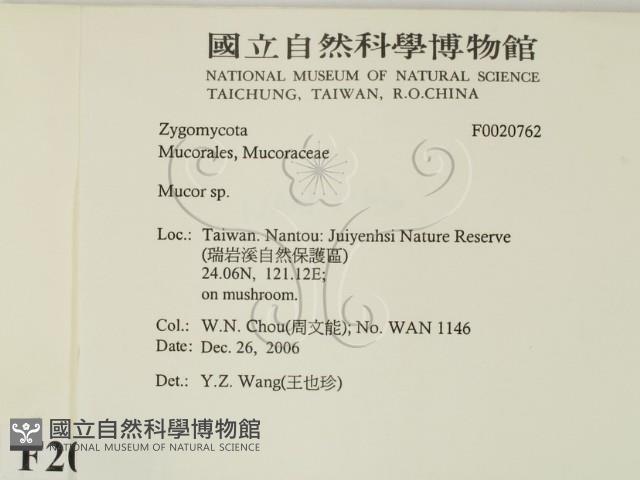 國立自然科學博物館
NATIONAL MUSEUM OF NATURAL SCIENCE
TAICHUNG, TAIWAN, R.O.CHINA
Zygomycota F0020762
Mucorales, Mucoraceae
Mucor sp.
Loc.: Taiwan. Nantou: Juiyenhsi Nature Reserve
(瑞岩溪自然保護區)
24.06N, 121.12E;
on mushroom.
Col.: W.N. Chou(周文能); No. WAN 1146
Date: Dec. 26, 2006
Det.: Y.Z. Wang(王也珍)
國立自然科學博物館
NATIONAL MUSEUM OF NATURAL SCIENCE
F20